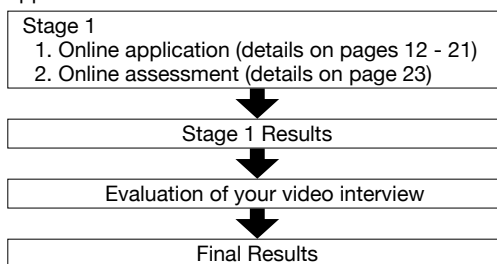 Stage 1
1. Online application (details on pages 12 - 21)
2. Online assessment (details on page 23)
Stage 1 Results
Evaluation of your video interview
Final Results